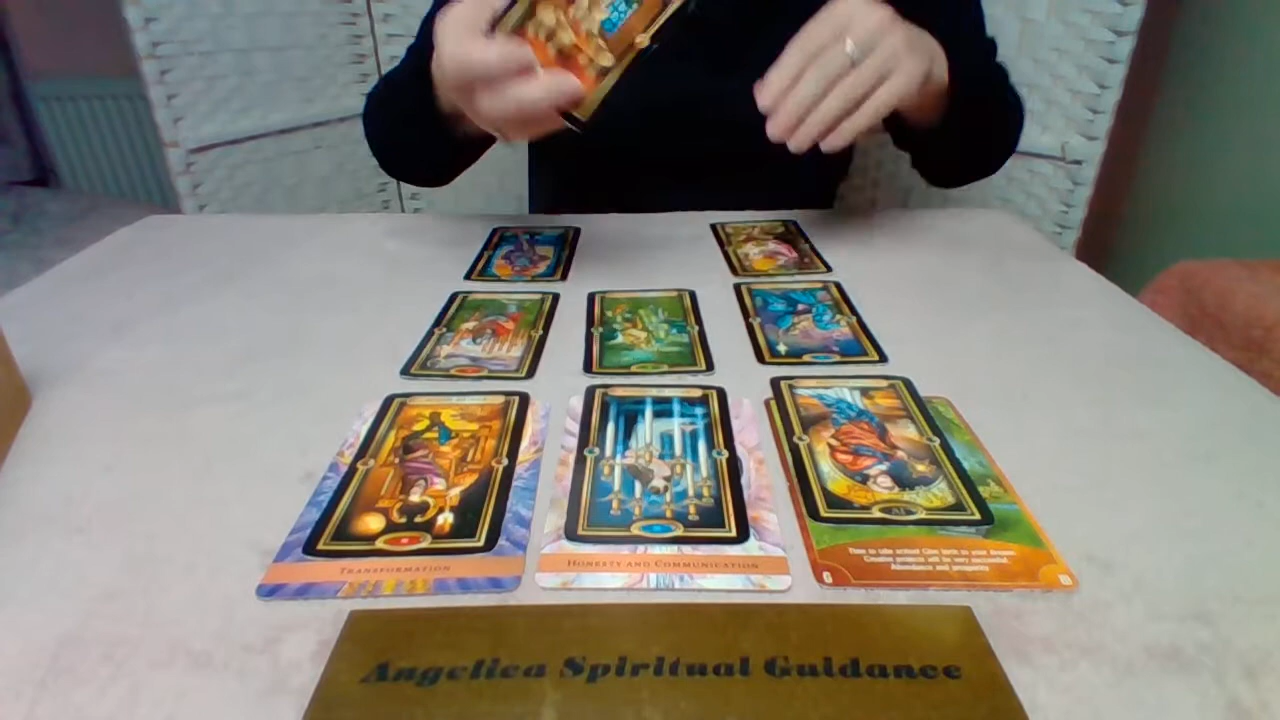 TRANSFORMATION
HONESTY AND COMMUNICATION
Time to take action! Give birth to your dreams.
Creative projects will be very successful.
Abundance and prosperity.
Angelica Spiritual Guidance